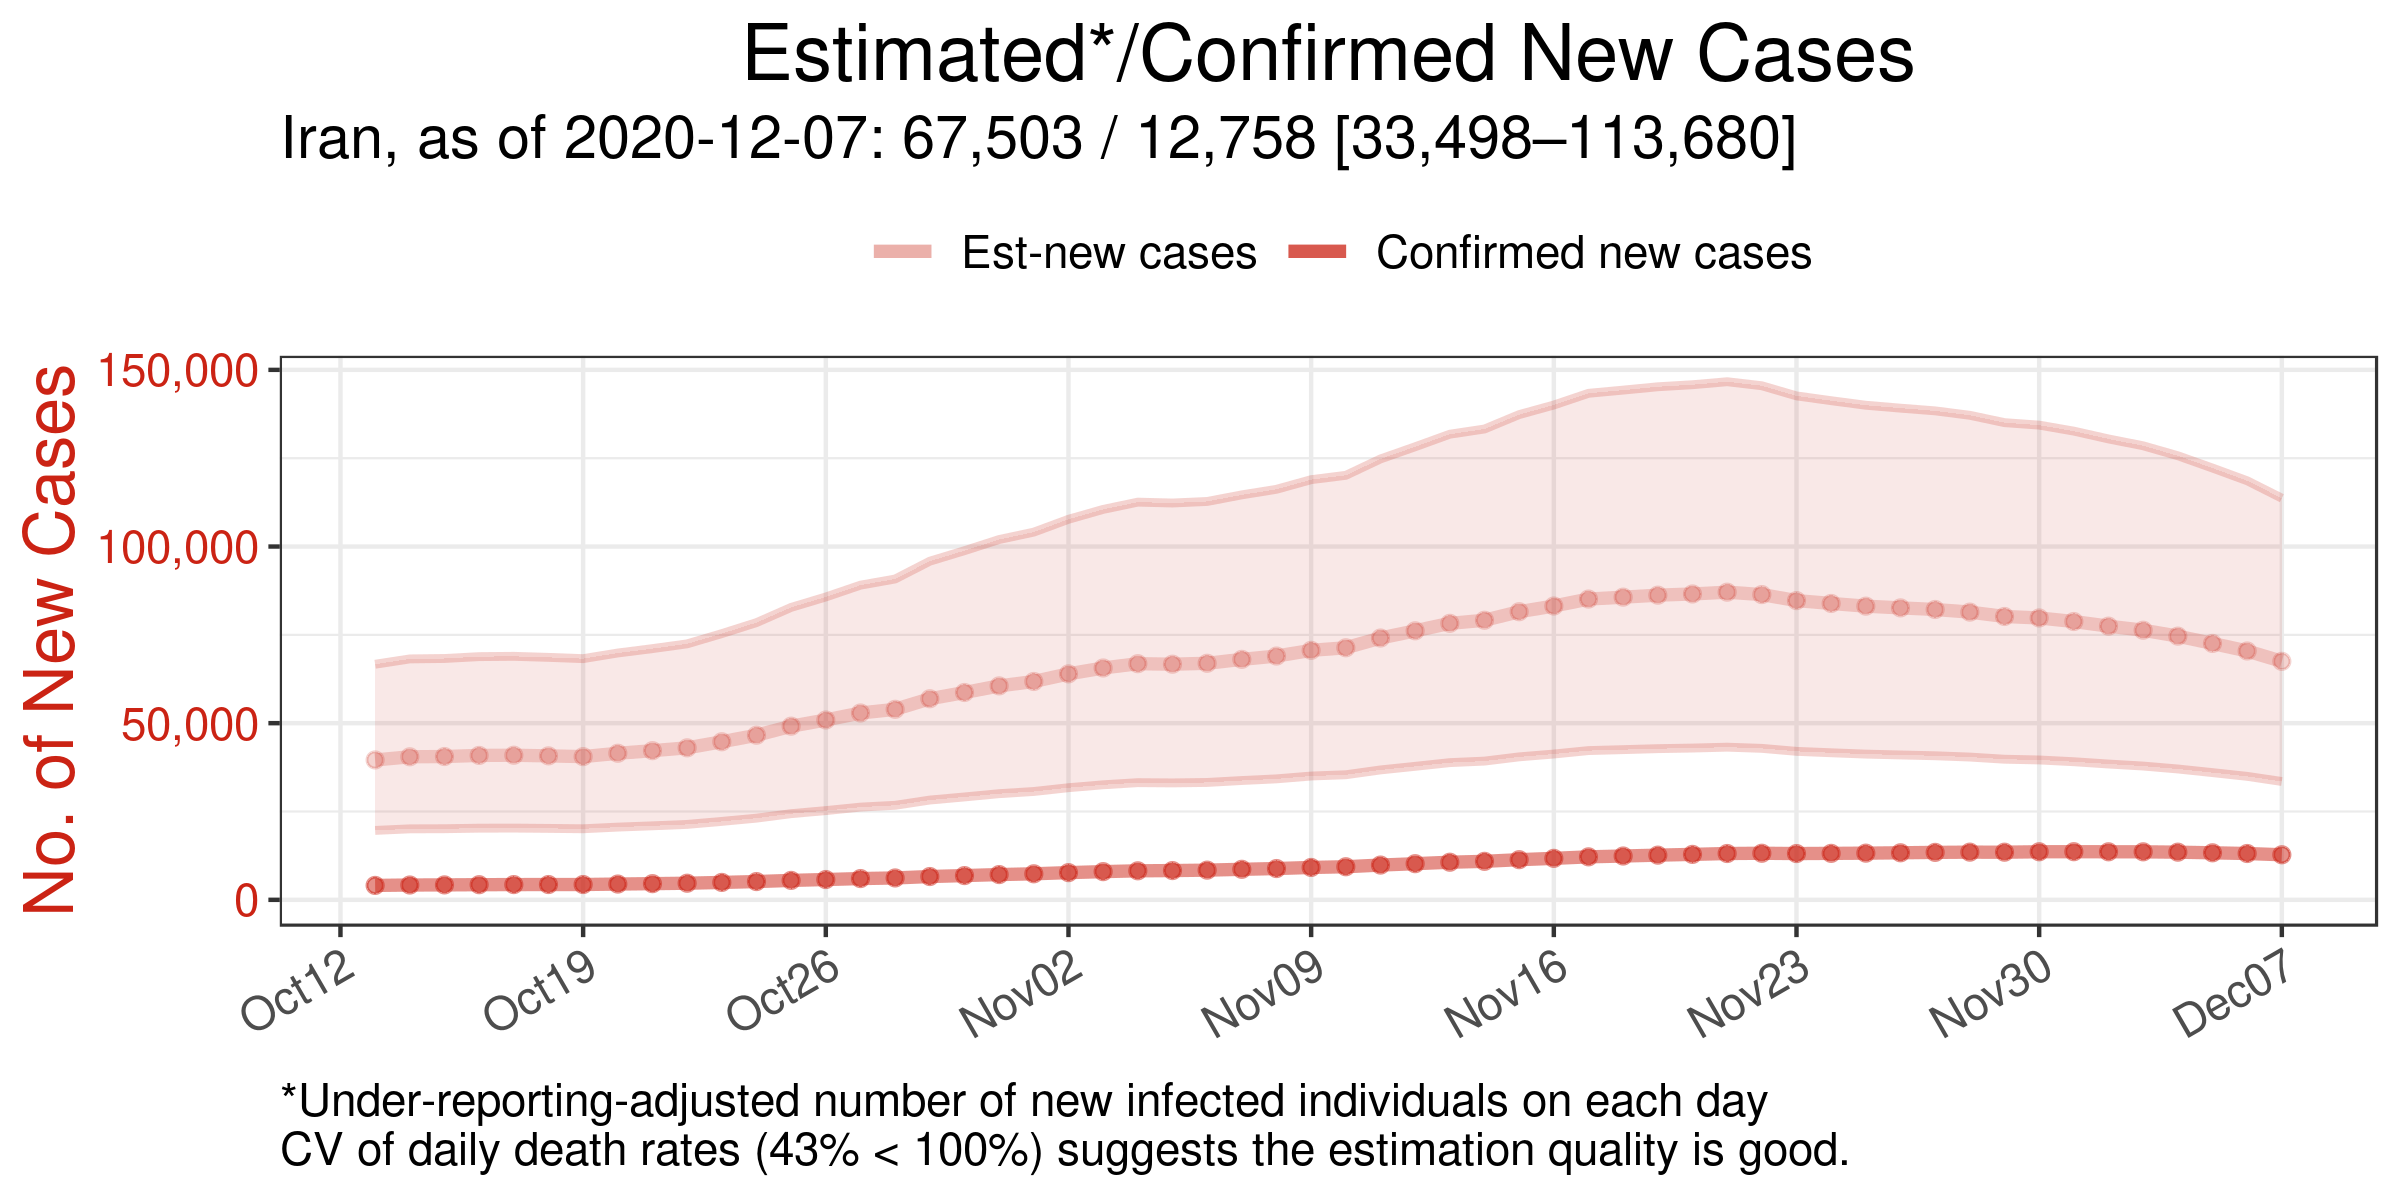 Estimated*/Confirmed New Cases
Iran, as of 2020-12-07: 67,503 / 12,758 [33,498–113,680]
Est-new cases Confirmed new cases
No. of New Cases
150,000
100,000
50,000
0
Oct12 Oct19 Oct26 Nov02 Nov09 Nov16 Nov23 Nov30 Dec07
*Under-reporting-adjusted number of new infected individuals on each day
CV of daily death rates (43% < 100%) suggests the estimation quality is good.